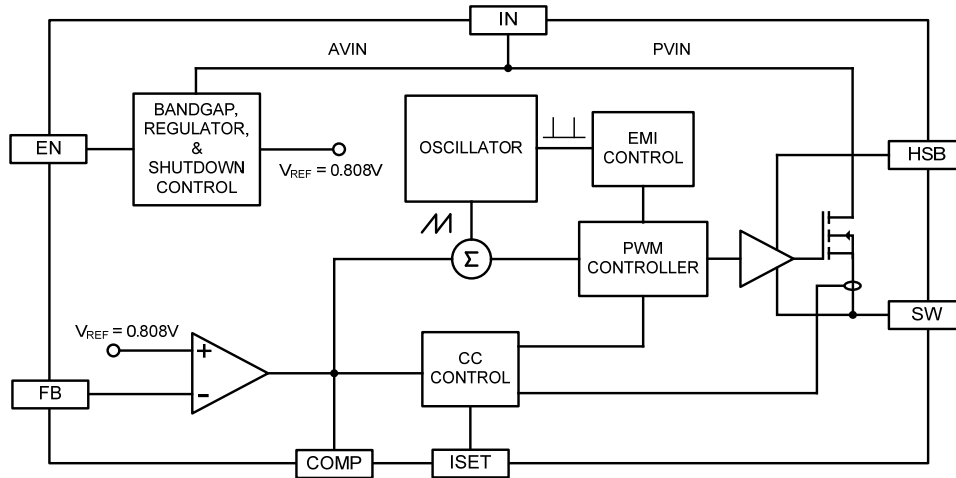 IN
AVIN
PVIN
BANDGAP,
REGULATOR,
&
SHUTDOWN
CONTROL
EN
VREF = 0.808V
OSCILLATOR
EMI
CONTROL
HSB
Σ
PWM
CONTROLLER
SW
VREF = 0.808V
+
-
FB
CC
CONTROL
COMP
ISET